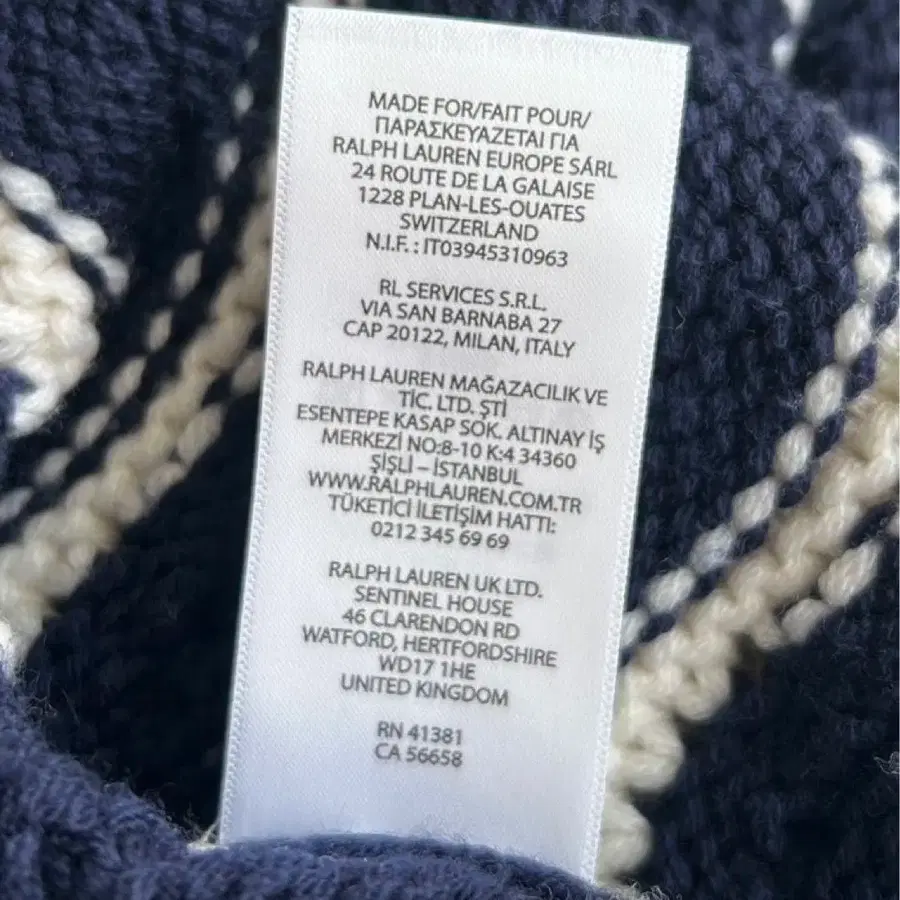 MADE FOR/FAIT POUR/
ΠΑΡΑΣΚΕΥΑΖΕΤΑΙ ΓΙΑ
RALPH LAUREN EUROPE SÁRL
24 ROUTE DE LA GALAISE
1228 PLAN-LES-OUATES
SWITZERLAND
N.I.F. : IT03945310963
RL SERVICES S.R.L.
VIA SAN BARNABA 27
CAP 20122, MILAN, ITALY
RALPH LAUREN MAĞAZACILIK VE
TİC. LTD. ŞTİ
ESENTEPE KASAP SOK. ALTINAY İŞ
MERKEZİ NO:8-10 K:4 34360
ŞİŞLİ – İSTANBUL
WWW.RALPHLAUREN.COM.TR
TÜKETİCİ İLETİŞİM HATTI:
0212 345 69 69
RALPH LAUREN UK LTD.
SENTINEL HOUSE
46 CLARENDON RD
WATFORD, HERTFORDSHIRE
WD17 1HE
UNITED KINGDOM
RN 41381
CA 56658